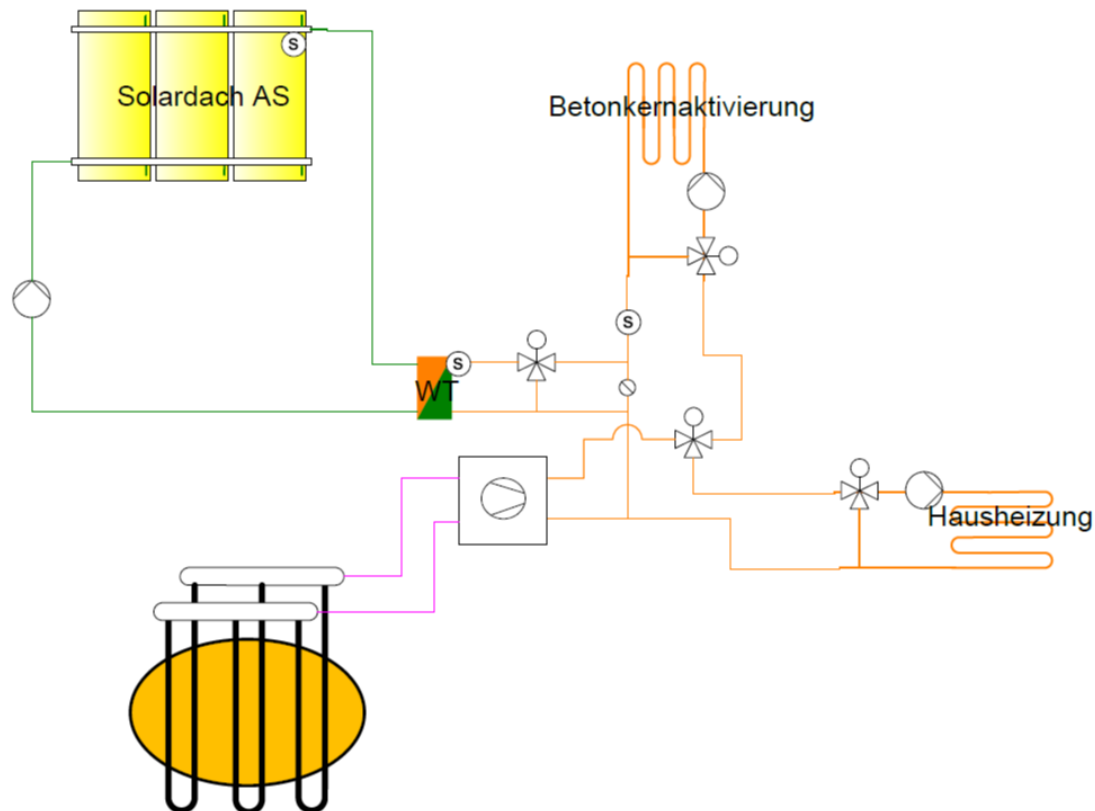 Solardach AS
S
Betonkernaktivierung
S
S
WT
Hausheizung